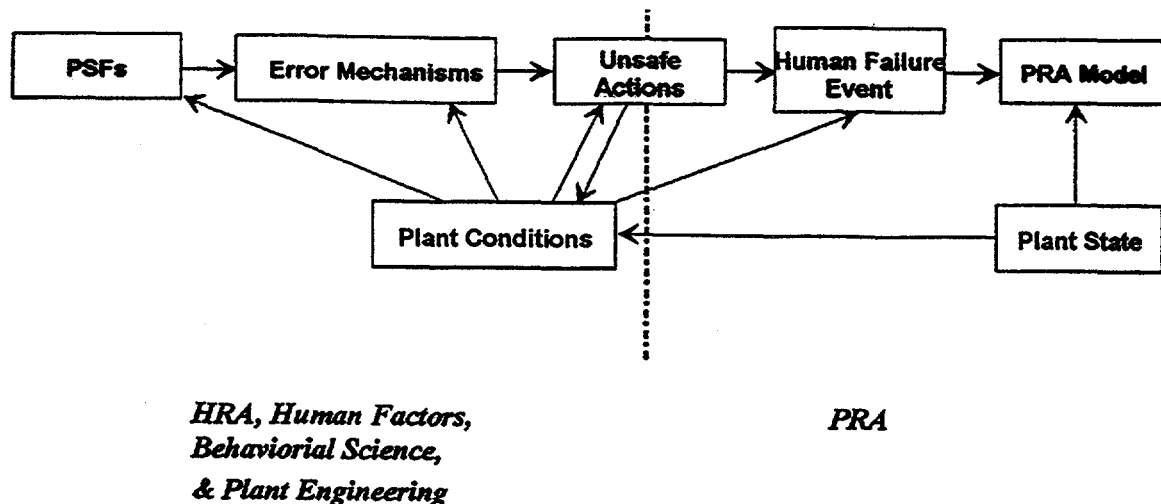 PSFs
Error Mechanisms
Unsafe
Actions
Human Failure
Event
PRA Model
Plant Conditions
Plant State
HRA, Human Factors,
Behaviorial Science,
& Plant Engineering
PRA